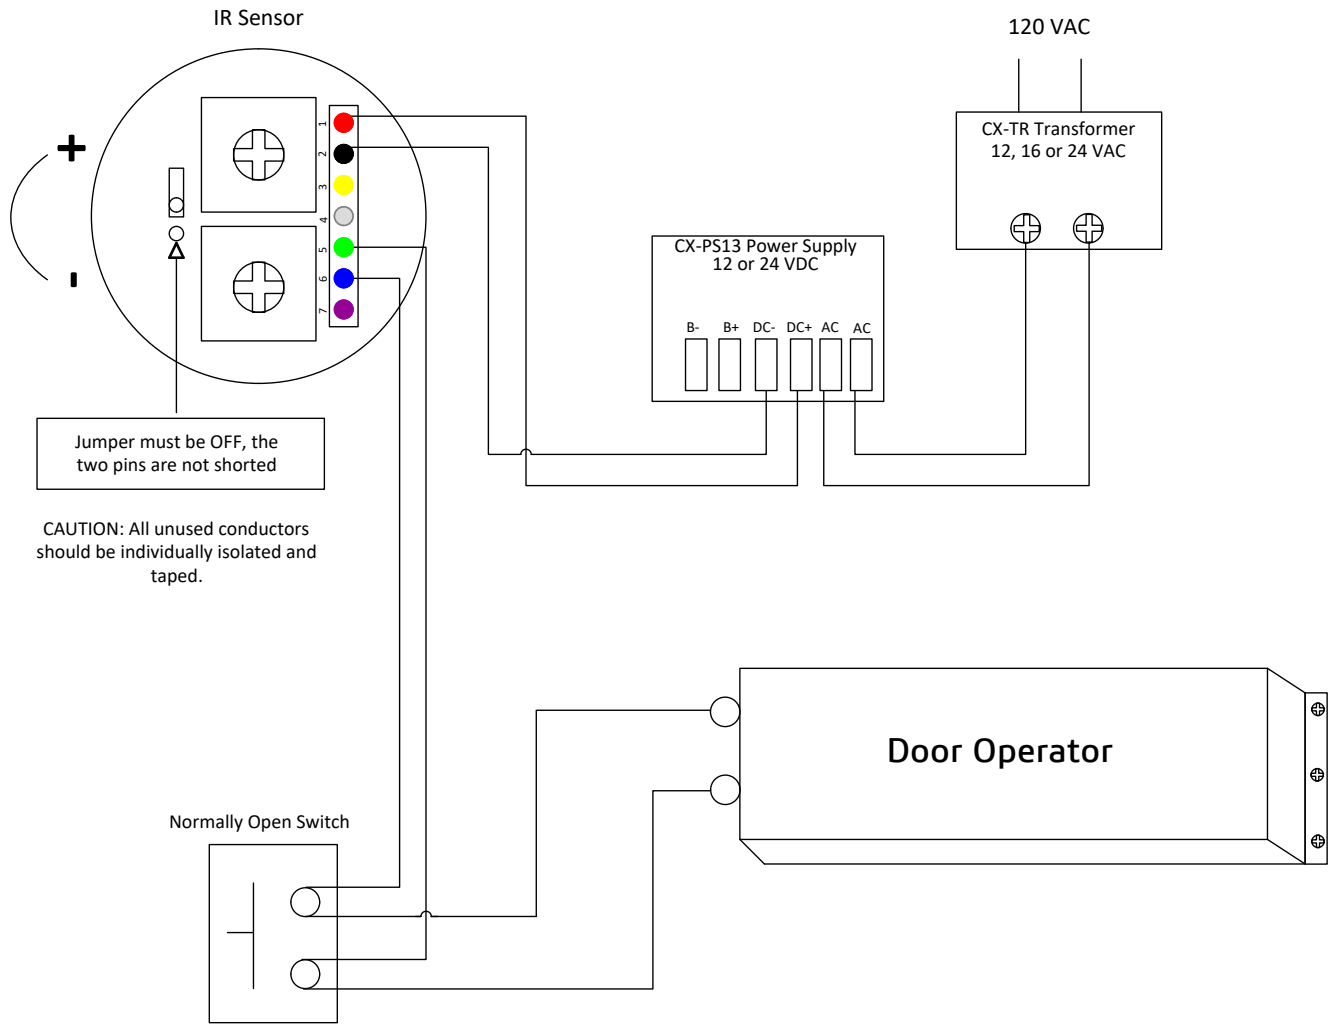 IR Sensor
120 VAC
CX-TR Transformer
12, 16 or 24 VAC
+
-
1
2
3
4
5
6
7
CX-PS13 Power Supply
12 or 24 VDC
B- B+ DC- DC+ AC AC
Jumper must be OFF, the
two pins are not shorted
CAUTION: All unused conductors
should be individually isolated and
taped.
Door Operator
Normally Open Switch